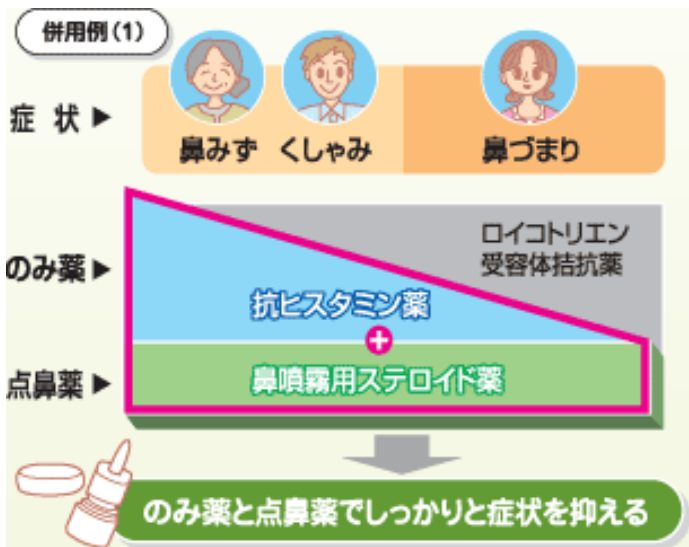 併用例(1)
症状▶
鼻みず くしゃみ 鼻づまり
ロイコトリエン
受容体拮抗薬
のみ薬▶
抗ヒスタミン薬
+
点鼻薬▶
鼻噴霧用ステロイド薬
のみ薬と点鼻薬でしっかりと症状を抑える